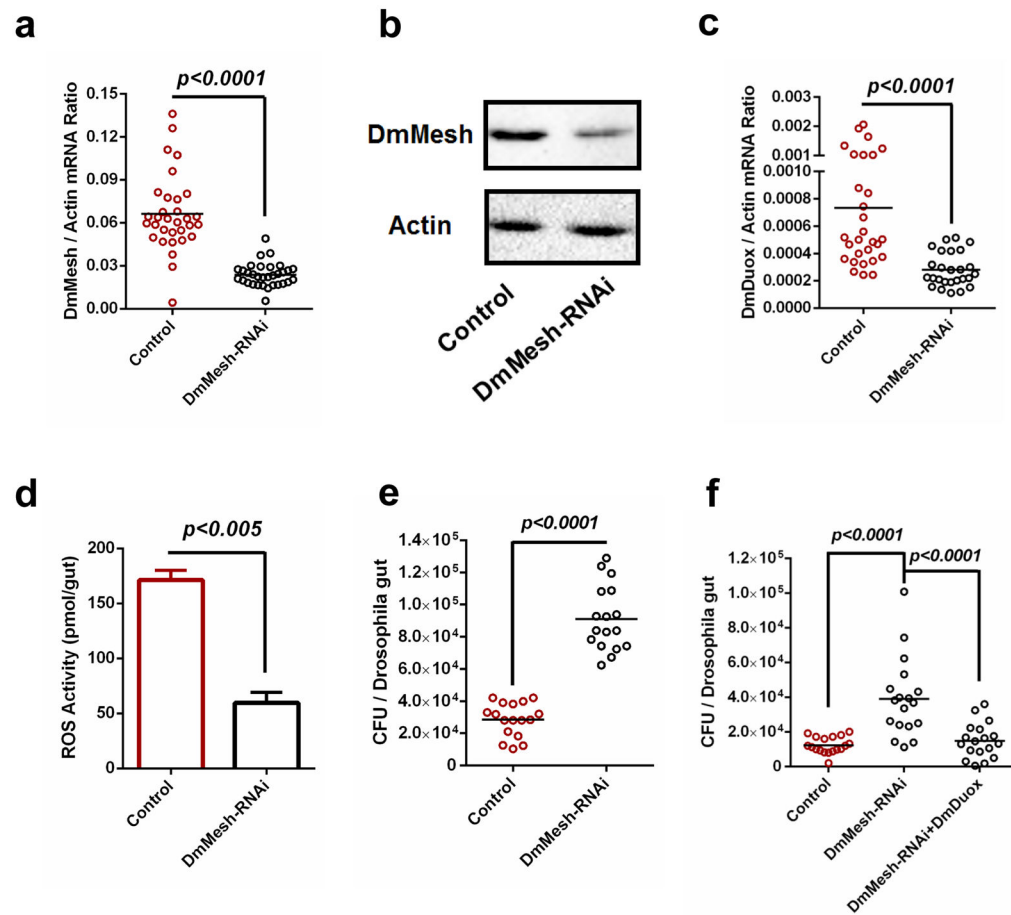 a
p<0.0001
DmMesh / Actin mRNA Ratio
0.15
0.12
0.09
0.06
0.03
0.00
Control
DmMesh-RNAi
b
DmMesh
Actin
Control
DmMesh-RNAi
c
p<0.0001
DmDuox / Actin mRNA Ratio
0.003
0.002
0.001
0.0010
0.0008
0.0006
0.0004
0.0002
0.0000
Control
DmMesh-RNAi
d
p<0.005
ROS Activity (pmol/gut)
200
150
100
50
0
Control
DmMesh-RNAi
e
p<0.0001
CFU / Drosophila gut
1.4×10⁵
1.2×10⁵
1.0×10⁵
8.0×10⁴
6.0×10⁴
4.0×10⁴
2.0×10⁴
0
Control
DmMesh-RNAi
f
p<0.0001
p<0.0001
CFU / Drosophila gut
1.2×10⁵
1.0×10⁵
8.0×10⁴
6.0×10⁴
4.0×10⁴
2.0×10⁴
0
Control
DmMesh-RNAi
DmMesh-RNAi+DmDuox